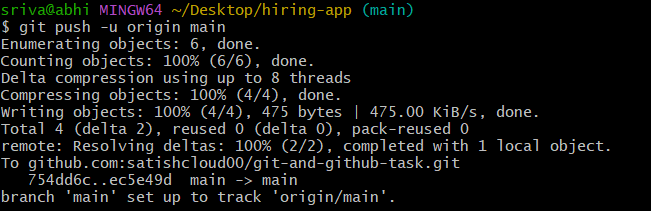 sriva@abhi MINGW64 ~/Desktop/hiring-app (main)
$ git push -u origin main
Enumerating objects: 6, done.
Counting objects: 100% (6/6), done.
Delta compression using up to 8 threads
Compressing objects: 100% (4/4), done.
Writing objects: 100% (4/4), 475 bytes | 475.00 KiB/s, done.
Total 4 (delta 2), reused 0 (delta 0), pack-reused 0
remote: Resolving deltas: 100% (2/2), completed with 1 local object.
To github.com:satishcloud00/git-and-github-task.git
   754dd6c..ec5e49d  main -> main
branch 'main' set up to track 'origin/main'.